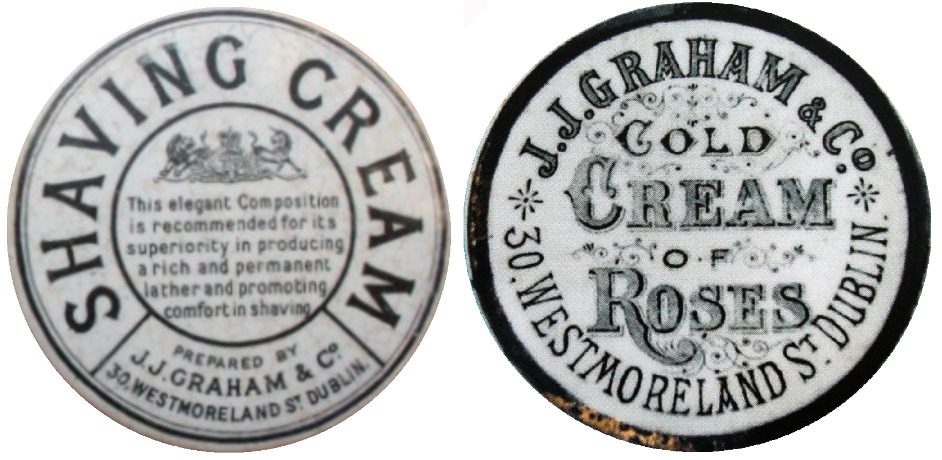 SHAVING CREAM
This elegant Composition
is recommended for its
superiority in producing
a rich and permanent
lather and promoting
comfort in shaving
PREPARED BY
J.J. GRAHAM & Co
30. WESTMORELAND ST. DUBLIN.
J.J. GRAHAM & Co.
COLD
CREAM
OF
ROSES
30. WESTMORELAND ST. DUBLIN.